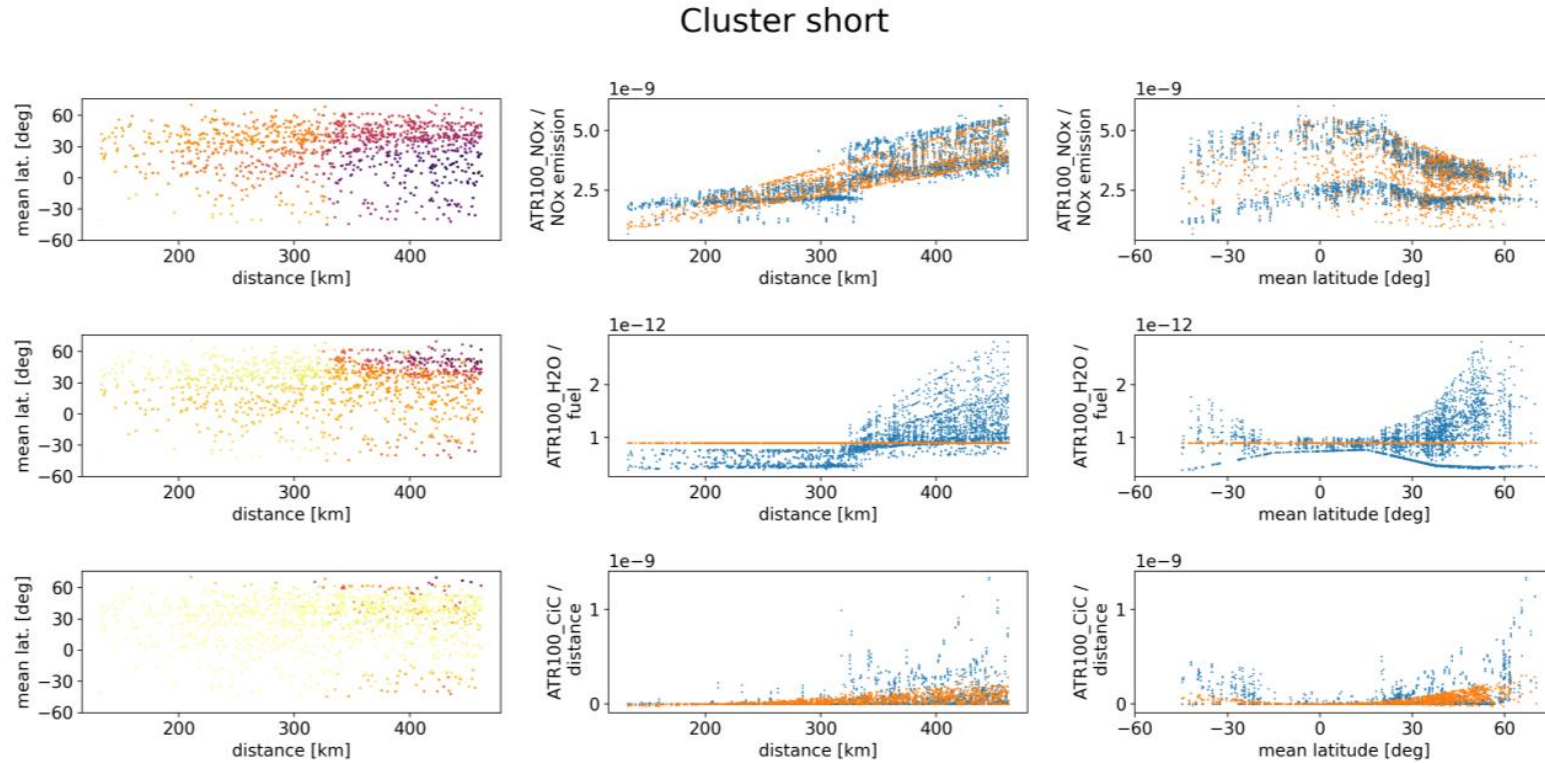 Cluster short
mean lat. [deg]
60
30
0
−30
−60
200
300
400
distance [km]
1e−9
ATR100_NOx /
NOx emission
5.0
2.5
200
300
400
distance [km]
1e−9
ATR100_NOx /
NOx emission
5.0
2.5
−60
−30
0
30
60
mean latitude [deg]
mean lat. [deg]
60
30
0
−30
−60
200
300
400
distance [km]
1e−12
ATR100_H2O /
fuel
2
1
200
300
400
distance [km]
1e−12
ATR100_H2O /
fuel
2
1
−60
−30
0
30
60
mean latitude [deg]
mean lat. [deg]
60
30
0
−30
−60
200
300
400
distance [km]
1e−9
ATR100_CiC /
distance
1
0
200
300
400
distance [km]
1e−9
ATR100_CiC /
distance
1
0
−60
−30
0
30
60
mean latitude [deg]